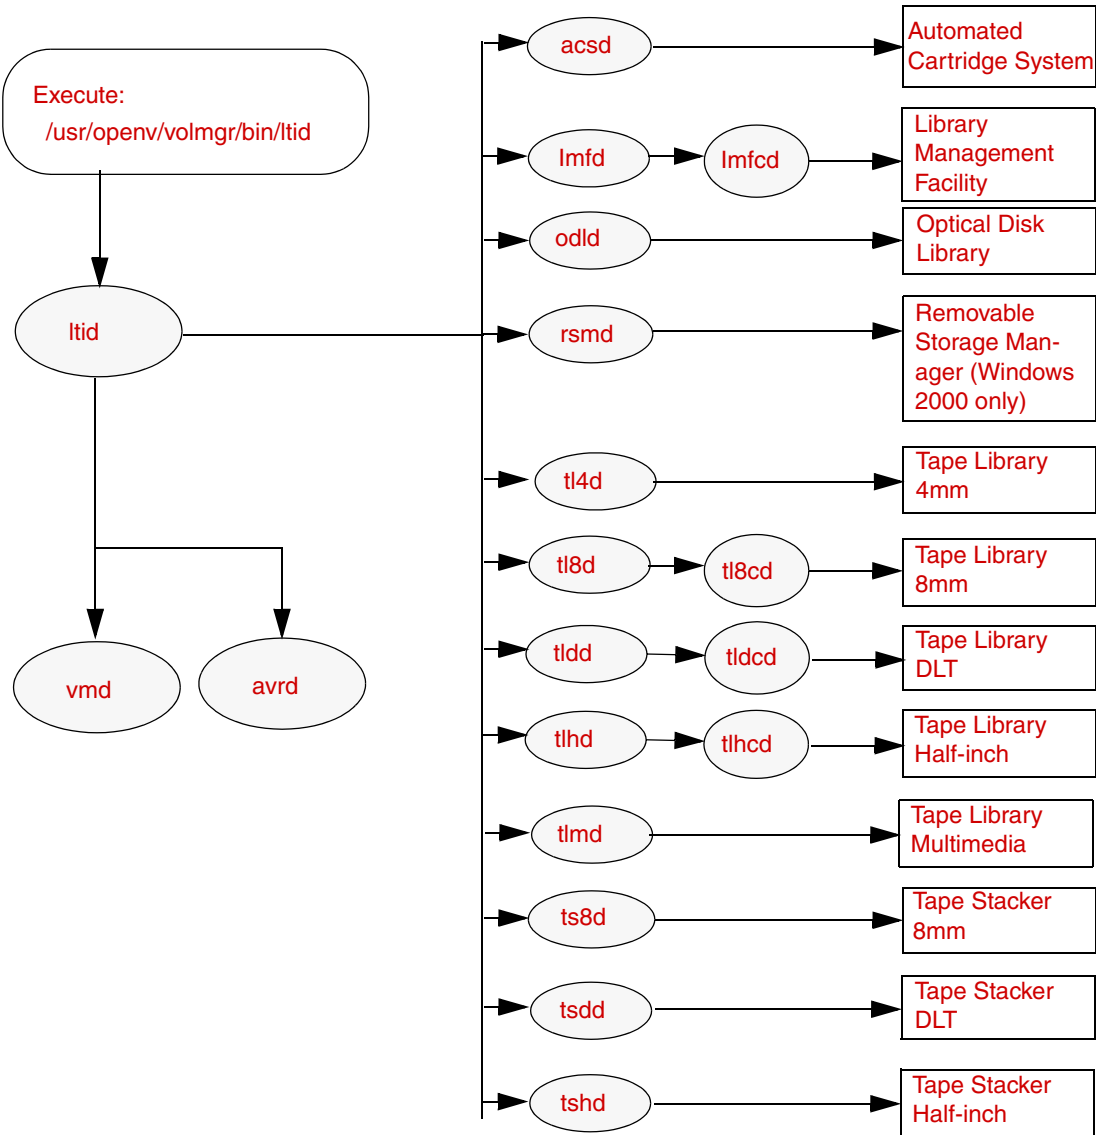 Execute:
/usr/openv/volmgr/bin/ltid
ltid
vmd
avrd
acsd
Automated
Cartridge System
lmfd
lmfcd
Library
Management
Facility
odld
Optical Disk
Library
rsmd
Removable
Storage Man-
ager (Windows
2000 only)
tl4d
Tape Library
4mm
tl8d
tl8cd
Tape Library
8mm
tldd
tldcd
Tape Library
DLT
tlhd
tlhcd
Tape Library
Half-inch
tlmd
Tape Library
Multimedia
ts8d
Tape Stacker
8mm
tsdd
Tape Stacker
DLT
tshd
Tape Stacker
Half-inch